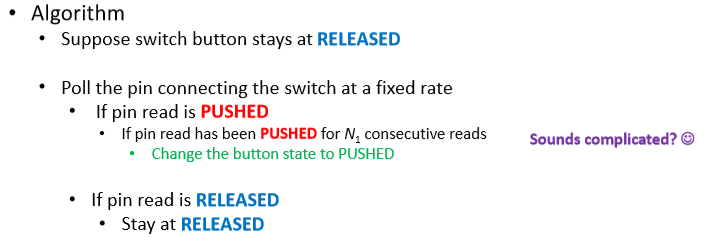 • Algorithm
• Suppose switch button stays at RELEASED
• Poll the pin connecting the switch at a fixed rate
• If pin read is PUSHED
• If pin read has been PUSHED for N₁ consecutive reads
Sounds complicated? ☺
• Change the button state to PUSHED
• If pin read is RELEASED
• Stay at RELEASED